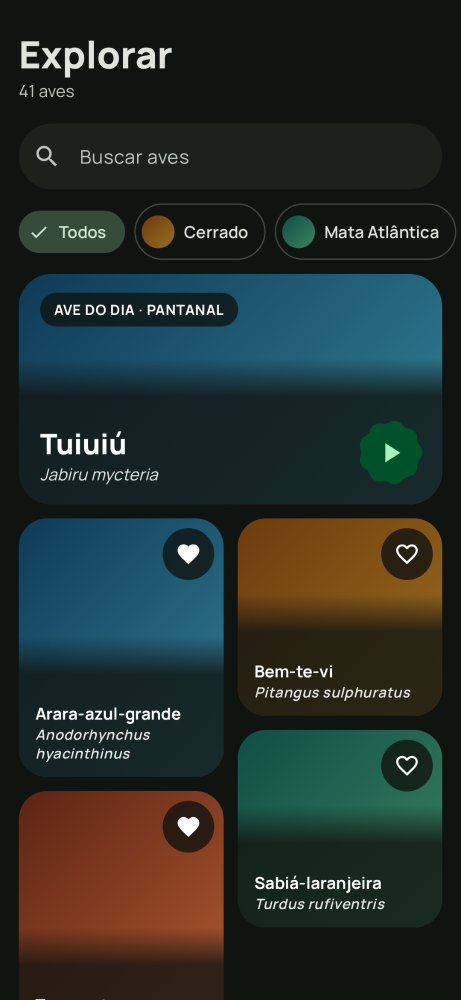 Explorar
41 aves
Buscar aves
Todos
Cerrado
Mata Atlântica
AVE DO DIA · PANTANAL
Tuiuiú
Jabiru mycteria
Arara-azul-grande
Anodorhynchus
hyacinthinus
Bem-te-vi
Pitangus sulphuratus
Sabiá-laranjeira
Turdus rufiventris